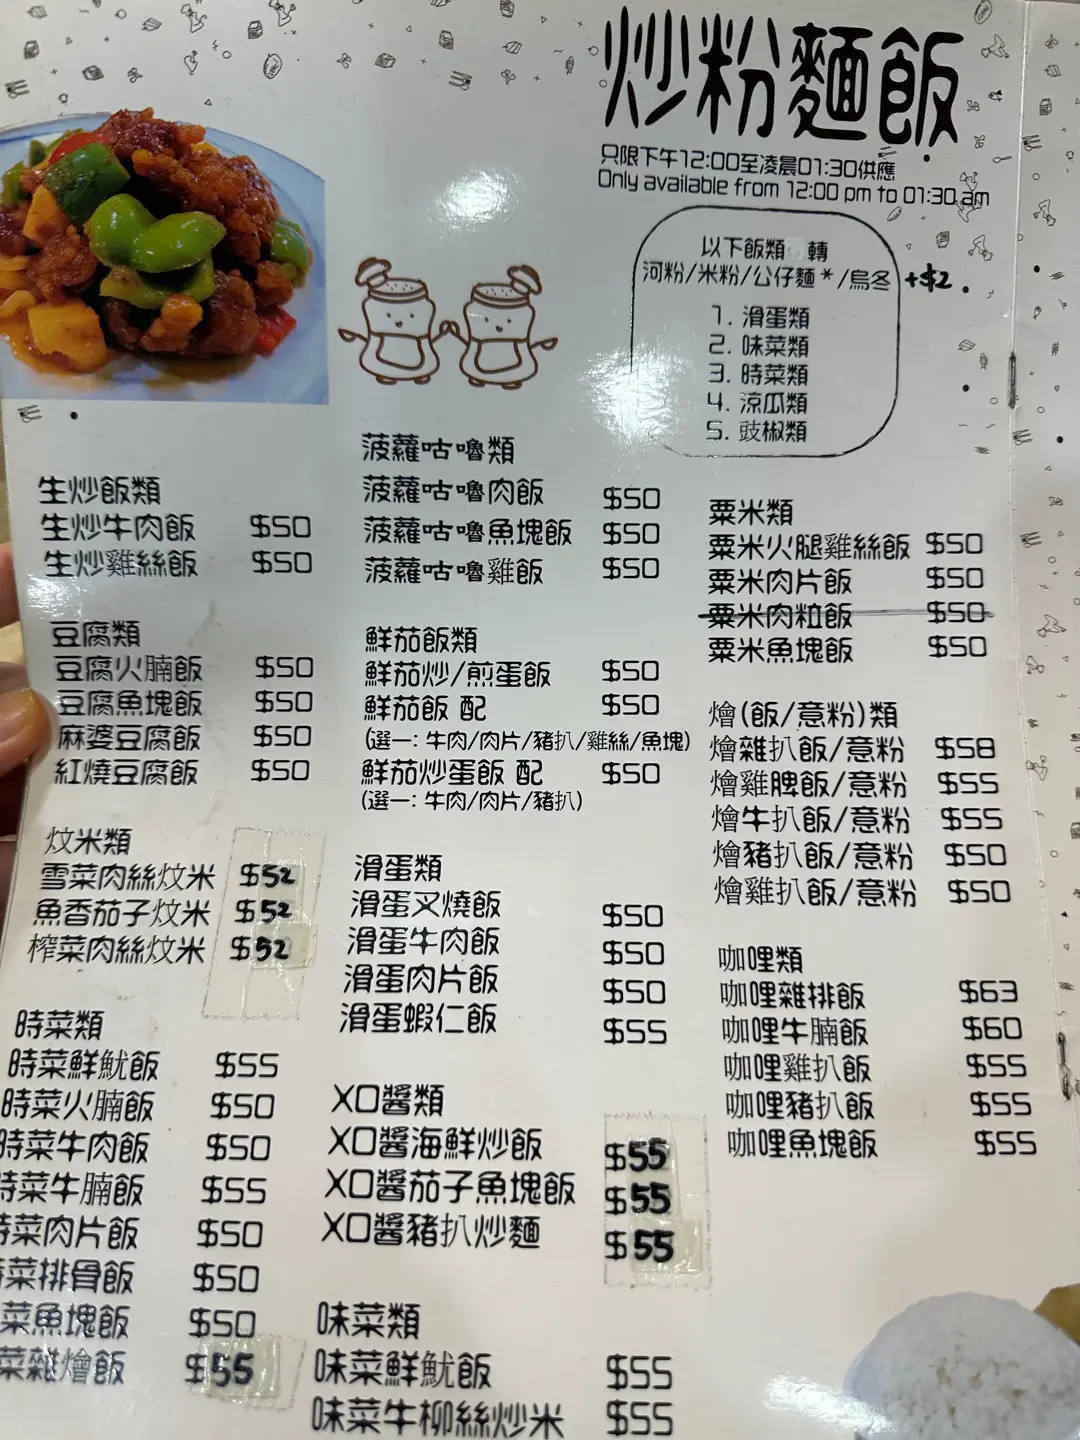 炒粉麵飯
只限下午12:00至凌晨01:30供應
Only available from 12:00 pm to 01:30 am
以下飯類 轉
河粉/米粉/公仔麵*/烏冬 +$2
1. 滑蛋類
2. 味菜類
3. 時菜類
4. 涼瓜類
5. 豉椒類
生炒飯類
生炒牛肉飯 $50
生炒雞絲飯 $50
豆腐類
豆腐火腩飯 $50
豆腐魚塊飯 $50
麻婆豆腐飯 $50
紅燒豆腐飯 $50
炆米類
雪菜肉絲炆米 $52
魚香茄子炆米 $52
榨菜肉絲炆米 $52
時菜類
時菜鮮魷飯 $55
時菜火腩飯 $50
時菜牛肉飯 $50
時菜牛腩飯 $55
時菜肉片飯 $50
菜排骨飯 $50
菜魚塊飯 $50
菜雜燴飯 $55
菠蘿咕嚕類
菠蘿咕嚕肉飯 $50
菠蘿咕嚕魚塊飯 $50
菠蘿咕嚕雞飯 $50
鮮茄飯類
鮮茄炒/煎蛋飯 $50
鮮茄飯 配 $50
(選一: 牛肉/肉片/豬扒/雞絲/魚塊)
鮮茄炒蛋飯 配 $50
(選一: 牛肉/肉片/豬扒)
滑蛋類
滑蛋叉燒飯 $50
滑蛋牛肉飯 $50
滑蛋肉片飯 $50
滑蛋蝦仁飯 $55
XO醬類
XO醬海鮮炒飯 $55
XO醬茄子魚塊飯 $55
XO醬豬扒炒麵 $55
味菜類
味菜鮮魷飯 $55
味菜牛柳絲炒米 $55
粟米類
粟米火腿雞絲飯 $50
粟米肉片飯 $50
粟米肉粒飯 $50
粟米魚塊飯 $50
燴(飯/意粉)類
燴雜扒飯/意粉 $58
燴雞脾飯/意粉 $55
燴牛扒飯/意粉 $55
燴豬扒飯/意粉 $50
燴雞扒飯/意粉 $50
咖哩類
咖哩雜排飯 $63
咖哩牛腩飯 $60
咖哩雞扒飯 $55
咖哩豬扒飯 $55
咖哩魚塊飯 $55